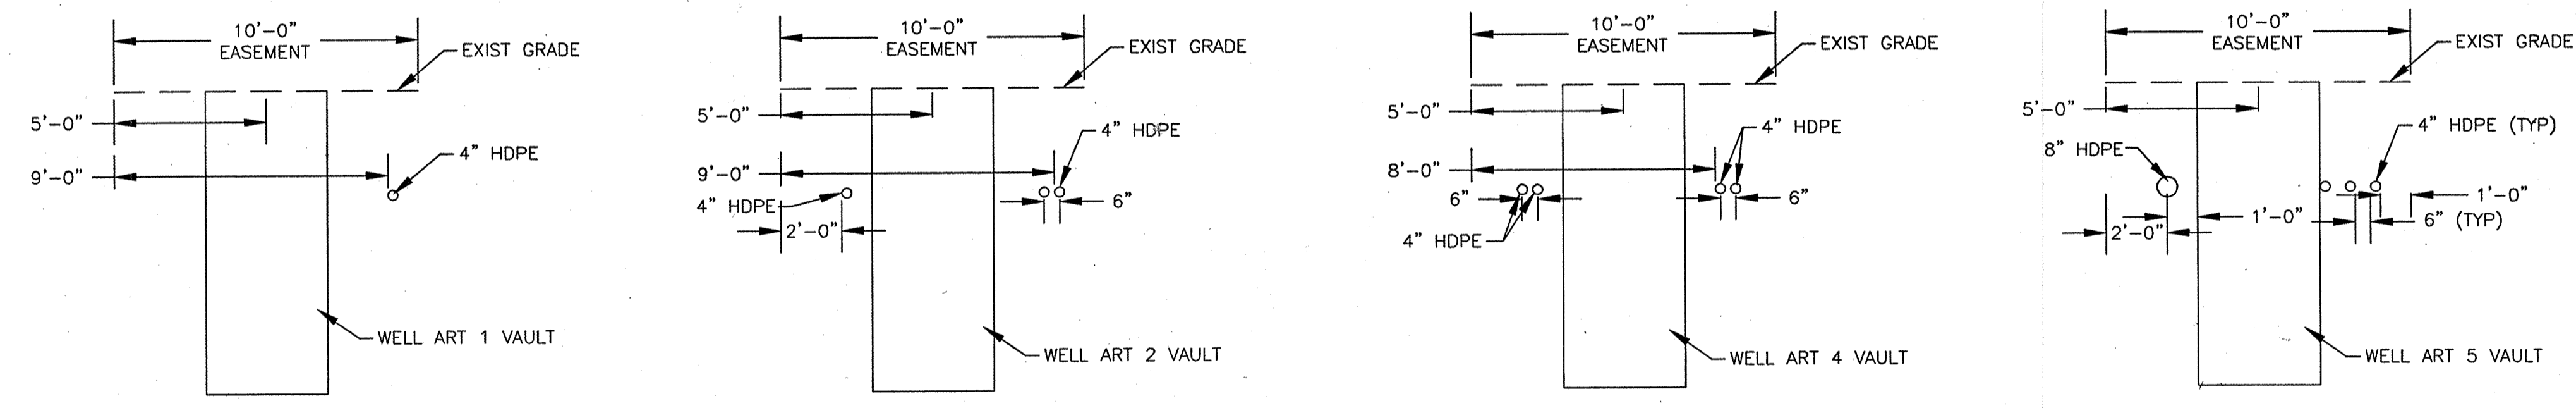 10'-0"
EASEMENT
EXIST GRADE
5'-0"
9'-0"
4" HDPE
WELL ART 1 VAULT
10'-0"
EASEMENT
EXIST GRADE
5'-0"
4" HDPE
9'-0"
4" HDPE
6"
2'-0"
WELL ART 2 VAULT
10'-0"
EASEMENT
EXIST GRADE
5'-0"
4" HDPE
8'-0"
6"
6"
4" HDPE
WELL ART 4 VAULT
10'-0"
EASEMENT
EXIST GRADE
5'-0"
4" HDPE (TYP)
8" HDPE
1'-0"
1'-0"
6" (TYP)
2'-0"
WELL ART 5 VAULT